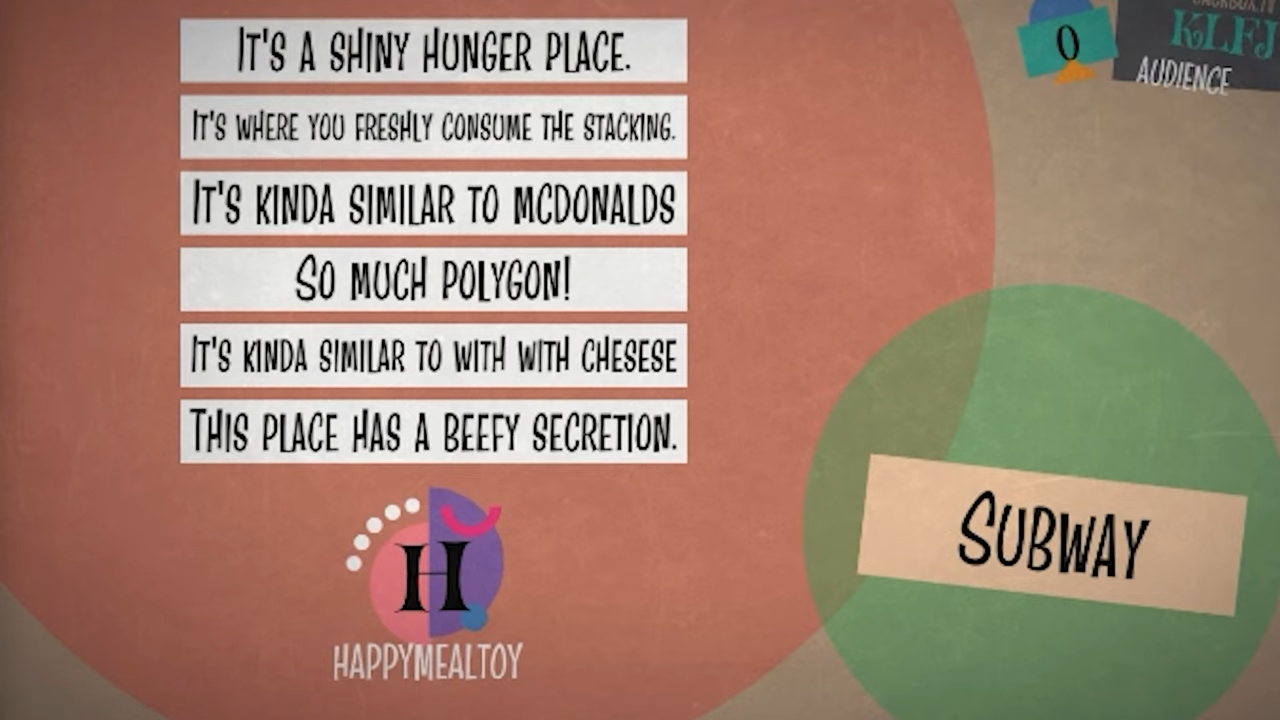 IT'S A SHINY HUNGER PLACE.
IT'S WHERE YOU FRESHLY CONSUME THE STACKING.
IT'S KINDA SIMILAR TO MCDONALDS
SO MUCH POLYGON!
IT'S KINDA SIMILAR TO WITH WITH CHESESE
THIS PLACE HAS A BEEFY SECRETION.
H
HAPPYMEALTOY
0
KLFJ
AUDIENCE
SUBWAY